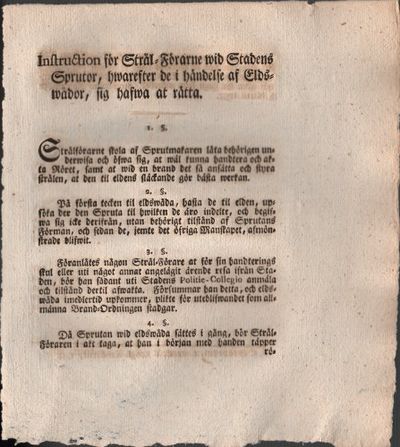 Instruction för Strål-Förarne wid Stadens
Sprutor, hwarefter de i händelse af Elds-
wådor, sig hafwa at rätta.
1. §.
Strålförarne skola af Sprutmakaren låta behörigen un-
derwisa och öfwa sig, at wäl kunna handtera och ak-
ta Röret, samt at wid en brand det så ansätta och styra
strålen, at den til eldens släckande gör bästa werkan.
2. §.
På första tecken til eldswåda, hasta de til elden, up-
söka der den Spruta til hwilken de äro indelte, och begif-
wa sig icke derifrån, utan behörigt tilstånd af Sprutans
Förman, och sedan de, jemte det öfriga Manskapet, afmön-
strade blifwit.
3. §.
Föranlåtes någon Strål-Förare at för sin handterings
skul eller uti något annat angelägit ärende resa ifrån Sta-
den, bör han sådant uti Stadens Politie-Collegio anmäla
och tilstånd dertil afwakta. Försummar han detta, och elds-
wåda imedlertid upkommer, plikte för uteblifwandet som all-
männa Brand-Ordningen stadgar.
4. §.
Då Sprutan wid eldswåda sättes i gång, bör Strål-
Föraren i akt taga, at han i början med handen täpper
rö-